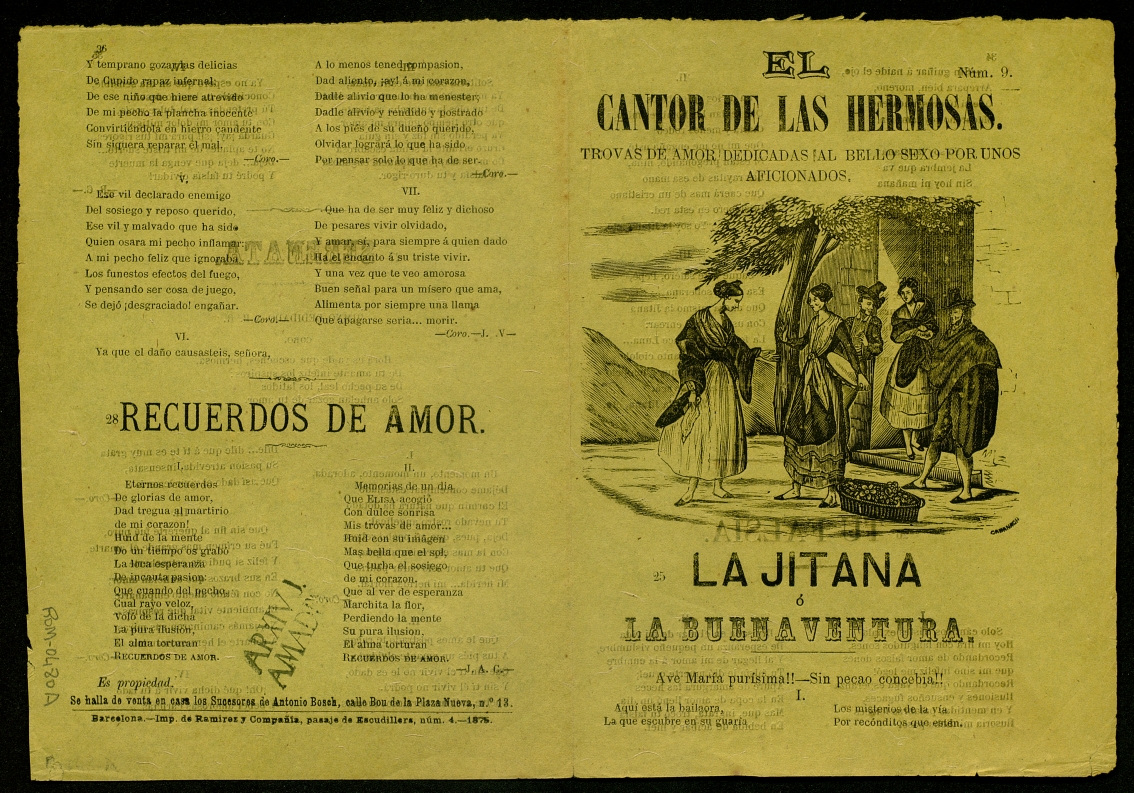 36
Y temprano gozarlas delicias
De Cupido rapaz infernal;
De ese niño que hiere atrevido
De mi pecho la plancha inocente
Convirtiéndola en hierro candente
Sin siquera reparar el mal.
—Coro.—
V.
Ese vil declarado enemigo
Del sosiego y reposo querido,
Ese vil y malvado que ha sido
Quien osara mi pecho inflamar:
A mi pecho feliz que ignoraba
Los funestos efectos del fuego,
Y pensando ser cosa de juego,
Se dejó ¡desgraciado! engañar.
—Coro.—
VI.
Ya que el daño causasteis, señora,
A lo menos tened compasion,
Dad aliento, ¡ay! á mi corazon,
Dadle alivio que lo ha menester;
Dadle alivio y rendido y postrado
A los piés de su dueño querido,
Olvidar logrará lo que ha sido
Por pensar solo lo que ha de ser.
—Coro.—
VII.
Que ha de ser muy feliz y dichoso
De pesares vivir olvidado,
Y amar, sí, para siempre á quien dado
Ha el encanto á su triste vivir.
Y una vez que te veo amorosa
Buen señal para un mísero que ama,
Alimenta por siempre una llama
Que ápagarse seria... morir.
—Coro.—J. N—
28 RECUERDOS DE AMOR.
I.
Eternos recuerdos
De glorias de amor,
Dad tregua al martirio
de mi corazon!
Huid de la mente
Do un tiempo os grabó
La loca esperanza
De incauta pasion:
Que cuando del pecho
Cual rayo veloz,
Voló de la dicha
La pura ilusion,
El alma torturan
RECUERDOS DE AMOR.
II.
Memorias de un dia
Que ELISA acogió
Con dulce sonrisa
Mis trovas de amor...
Huid con su imágen
Mas bella que el sol,
Que turba el sosiego
de mi corazon,
Que al ver de esperanza
Marchita la flor,
Perdiendo la mente
Su pura ilusion,
El alma torturan
RECUERDOS DE AMOR.
—J. A. G.—
ARXIU J.
AMADES
Es propiedad.
Se halla de venta en casa los Sucesores de Antonio Bosch, calle Bou de la Plaza Nueva, n.º 13.
Barcelona.—Imp. de Ramirez y Compañia, pasaje de Escudillers, núm. 4.—1875.
EL
Núm. 9.
CANTOR DE LAS HERMOSAS.
TROVAS DE AMOR DEDICADAS AL BELLO SEXO POR UNOS
AFICIONADOS.
25 LA JITANA
ó
LA BUENAVENTURA.
Ave María purísima!!—Sin pecao concebia!!
I.
Aquí está la bailaora,
La que escubre en su guaría
Los misterios de la vía
Por recónditos que estén.